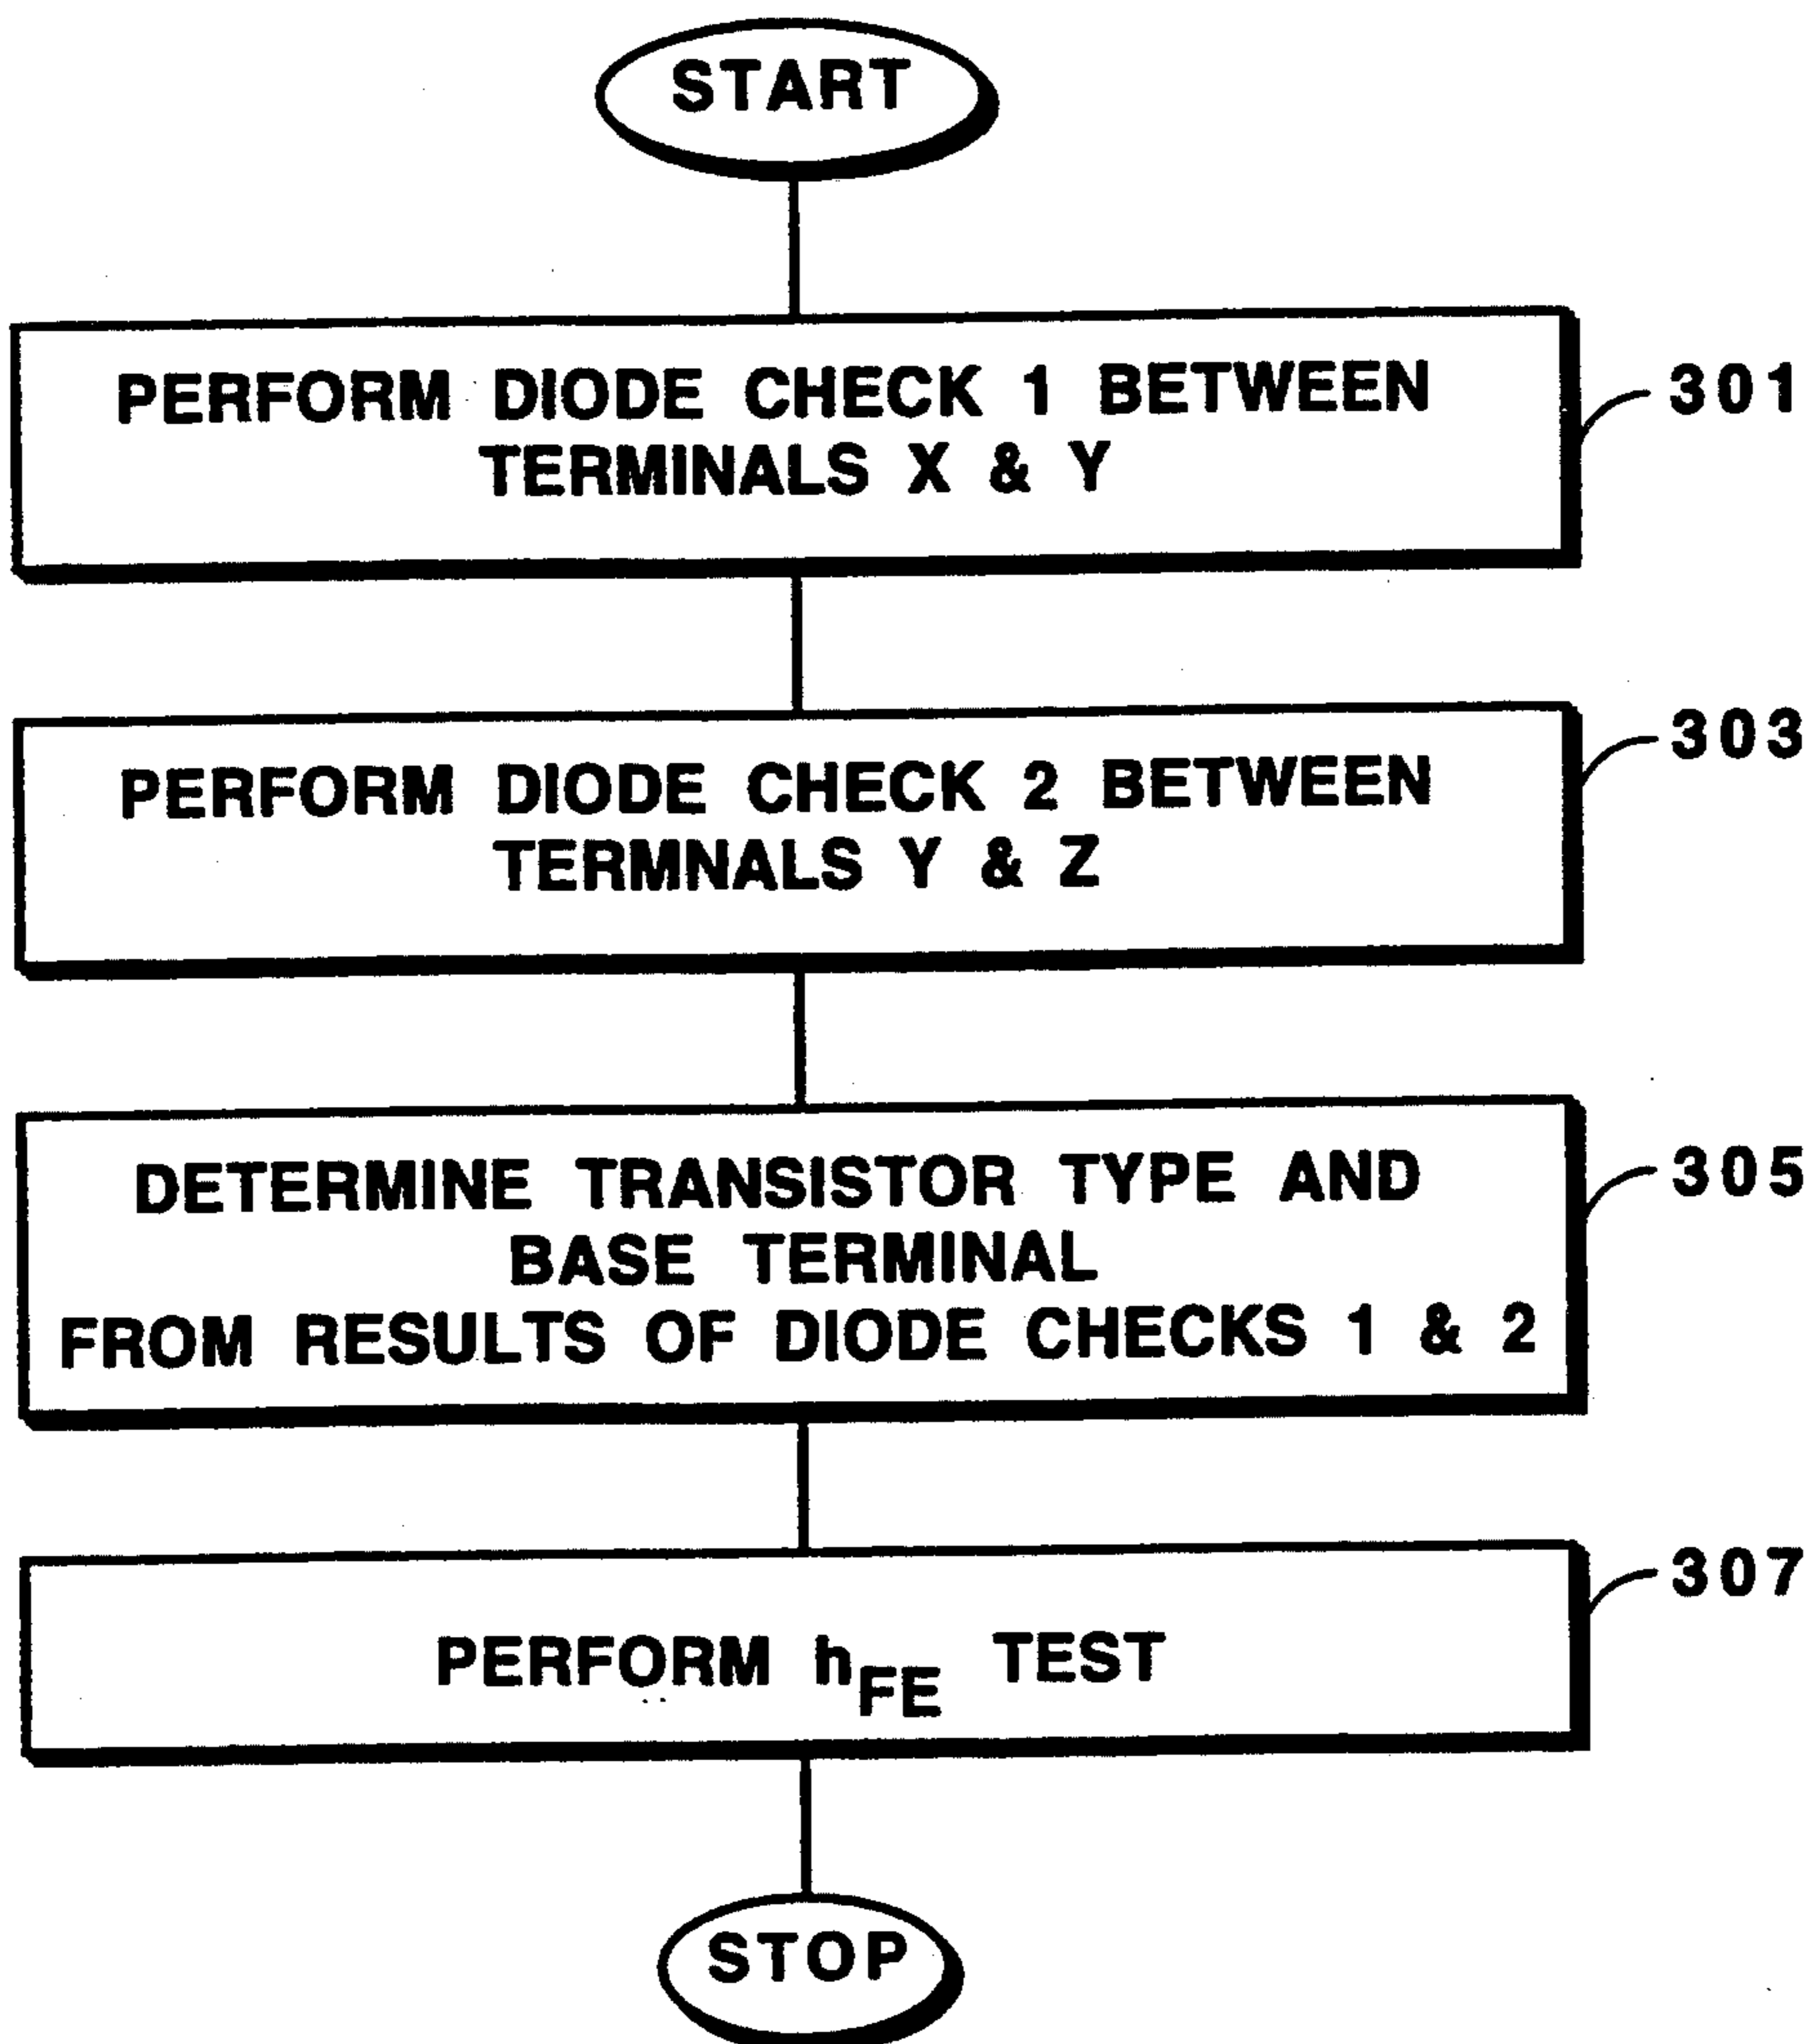 START
PERFORM DIODE CHECK 1 BETWEEN
TERMINALS X & Y
301
PERFORM DIODE CHECK 2 BETWEEN
TERMNALS Y & Z
303
DETERMINE TRANSISTOR TYPE AND
BASE TERMINAL
FROM RESULTS OF DIODE CHECKS 1 & 2
305
PERFORM hFE TEST
307
STOP